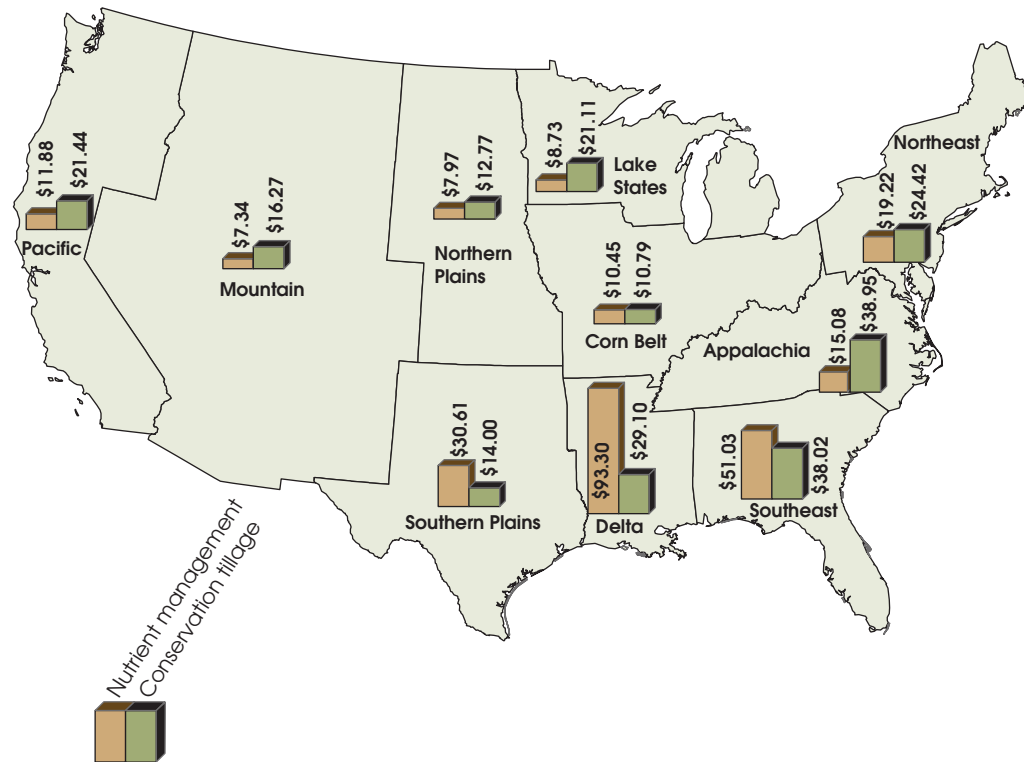 $11.88
$21.44
Pacific
$7.34
$16.27
Mountain
$7.97
$12.77
Northern
Plains
$8.73
$21.11
Lake
States
Northeast
$19.22
$24.42
$10.45
$10.79
Corn Belt
Appalachia
$15.08
$38.95
$30.61
$14.00
Southern Plains
$93.30
$29.10
Delta
$51.03
$38.02
Southeast
Nutrient management
Conservation tillage